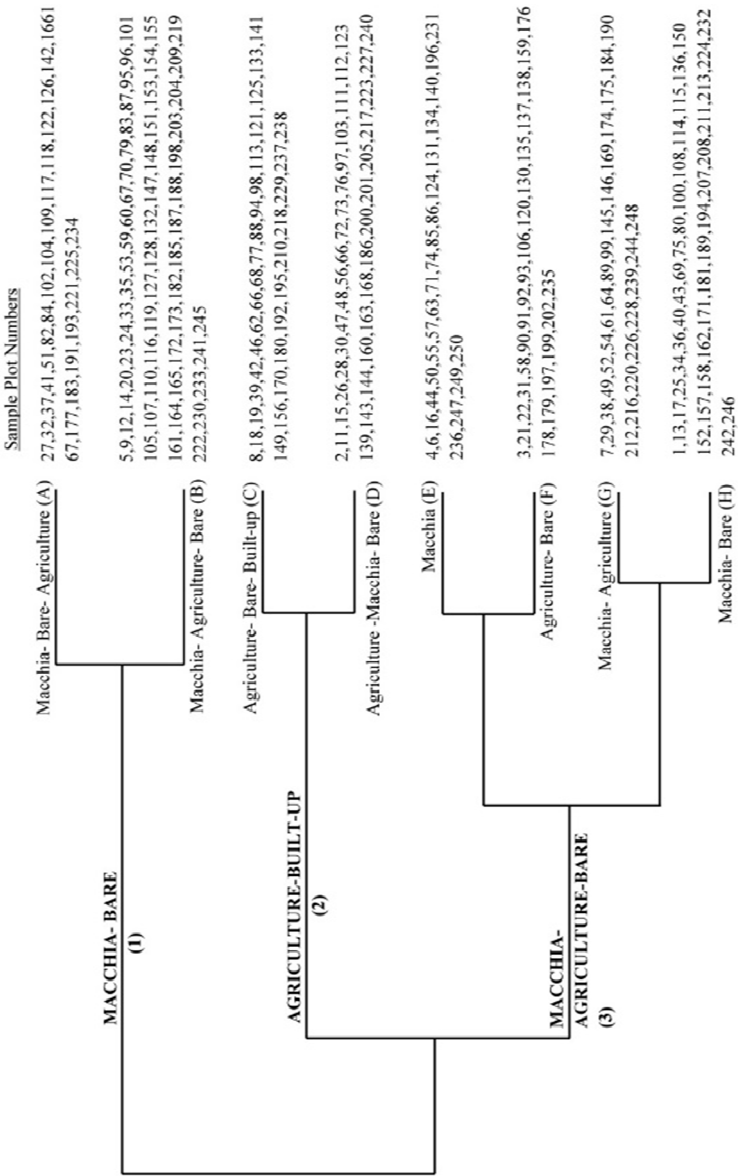 Sample Plot Numbers
Macchia- Bare- Agriculture (A)
27,32,37,41,51,82,84,102,104,109,117,118,122,126,142,1661
67,177,183,191,193,221,225,234
MACCHIA- BARE
(1)
Macchia- Agriculture- Bare (B)
5,9,12,14,20,23,24,33,35,53,59,60,67,70,79,83,87,95,96,101
105,107,110,116,119,127,128,132,147,148,151,153,154,155
161,164,165,172,173,182,185,187,188,198,203,204,209,219
222,230,233,241,245
Agriculture- Bare- Built-up (C)
8,18,19,39,42,46,62,66,68,77,88,94,98,113,121,125,133,141
149,156,170,180,192,195,210,218,229,237,238
AGRICULTURE-BUILT-UP
(2)
Agriculture -Macchia- Bare (D)
2,11,15,26,28,30,47,48,56,66,72,73,76,97,103,111,112,123
139,143,144,160,163,168,186,200,201,205,217,223,227,240
Macchia (E)
4,6,16,44,50,55,57,63,71,74,85,86,124,131,134,140,196,231
236,247,249,250
Agriculture- Bare (F)
3,21,22,31,58,90,91,92,93,106,120,130,135,137,138,159,176
178,179,197,199,202,235
MACCHIA-
AGRICULTURE-BARE
(3)
Macchia- Agriculture (G)
7,29,38,49,52,54,61,64,89,99,145,146,169,174,175,184,190
212,216,220,226,228,239,244,248
Macchia- Bare (H)
1,13,17,25,34,36,40,43,69,75,80,100,108,114,115,136,150
152,157,158,162,171,181,189,194,207,208,211,213,224,232
242,246